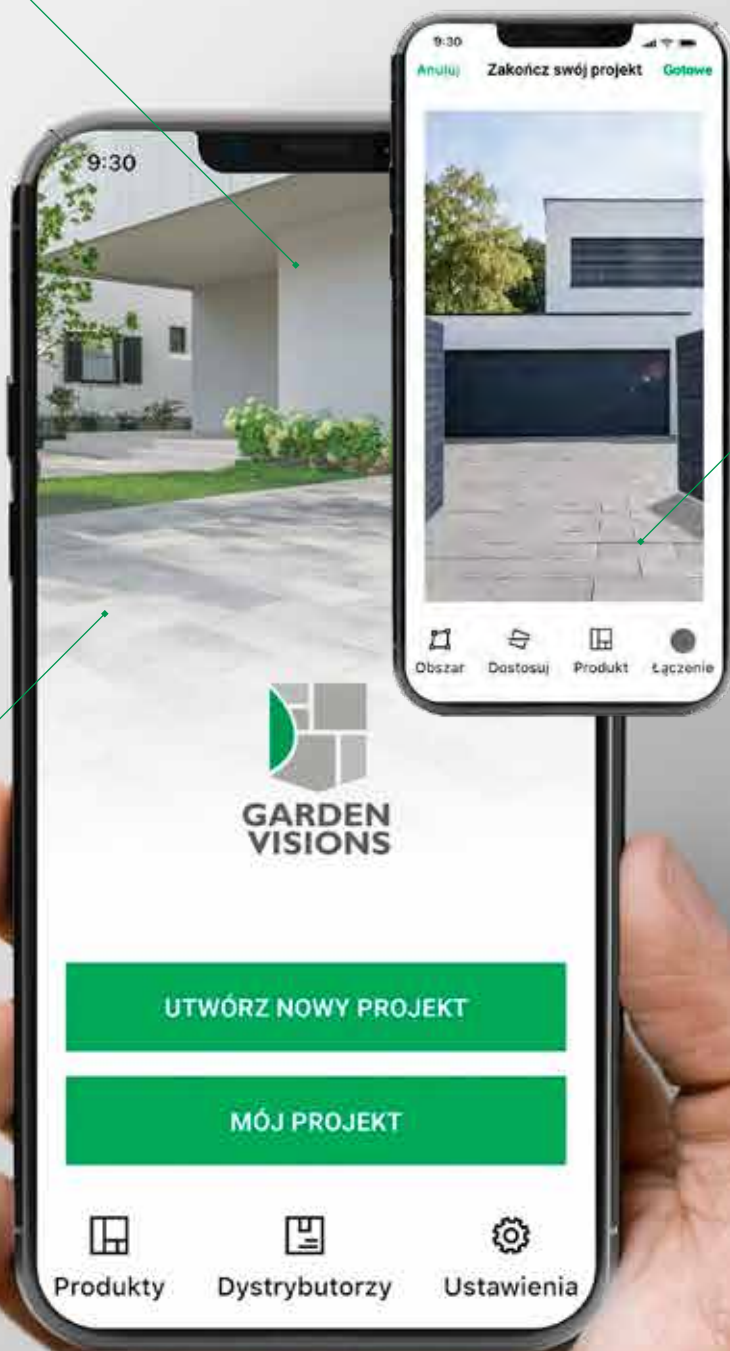 9:30
GARDEN
VISIONS
UTWÓRZ NOWY PROJEKT
MÓJ PROJEKT
Produkty Dystrybutorzy Ustawienia
9:30
Anuluj Zakończ swój projekt Gotowe
Obszar Dostosuj Produkt Łączenie